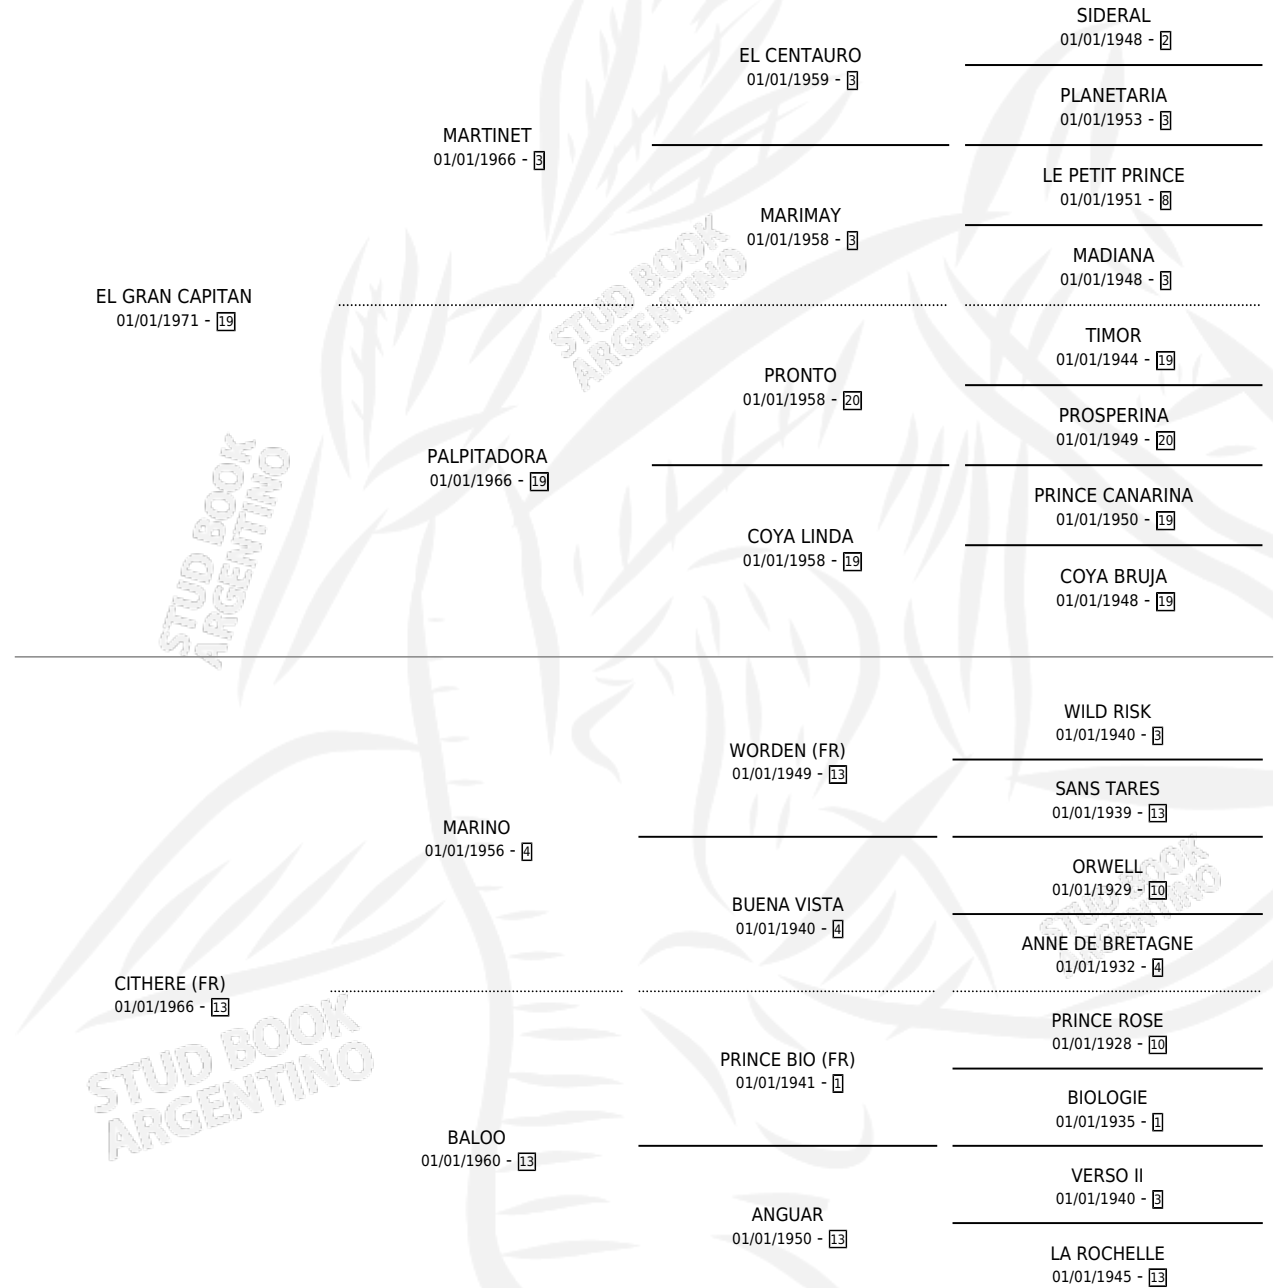 SIDERAL
01/01/1948 - 2
EL CENTAURO
01/01/1959 - 3
PLANETARIA
01/01/1953 - 3
MARTINET
01/01/1966 - 3
LE PETIT PRINCE
01/01/1951 - 8
MARIMAY
01/01/1958 - 3
MADIANA
01/01/1948 - 3
EL GRAN CAPITAN
01/01/1971 - 19
TIMOR
01/01/1944 - 19
PRONTO
01/01/1958 - 20
PROSPERINA
01/01/1949 - 20
PALPITADORA
01/01/1966 - 19
PRINCE CANARINA
01/01/1950 - 19
COYA LINDA
01/01/1958 - 19
COYA BRUJA
01/01/1948 - 19
STUD BOOK
ARGENTINO
STUD BOOK
ARGENTINO
WILD RISK
01/01/1940 - 3
WORDEN (FR)
01/01/1949 - 13
SANS TARES
01/01/1939 - 13
MARINO
01/01/1956 - 4
ORWELL
01/01/1929 - 10
BUENA VISTA
01/01/1940 - 4
ANNE DE BRETAGNE
01/01/1932 - 4
CITHERE (FR)
01/01/1966 - 13
PRINCE ROSE
01/01/1928 - 10
PRINCE BIO (FR)
01/01/1941 - 1
BIOLOGIE
01/01/1935 - 1
BALOO
01/01/1960 - 13
VERSO II
01/01/1940 - 3
ANGUAR
01/01/1950 - 13
LA ROCHELLE
01/01/1945 - 13
STUD BOOK
ARGENTINO
STUD BOOK
ARGENTINO